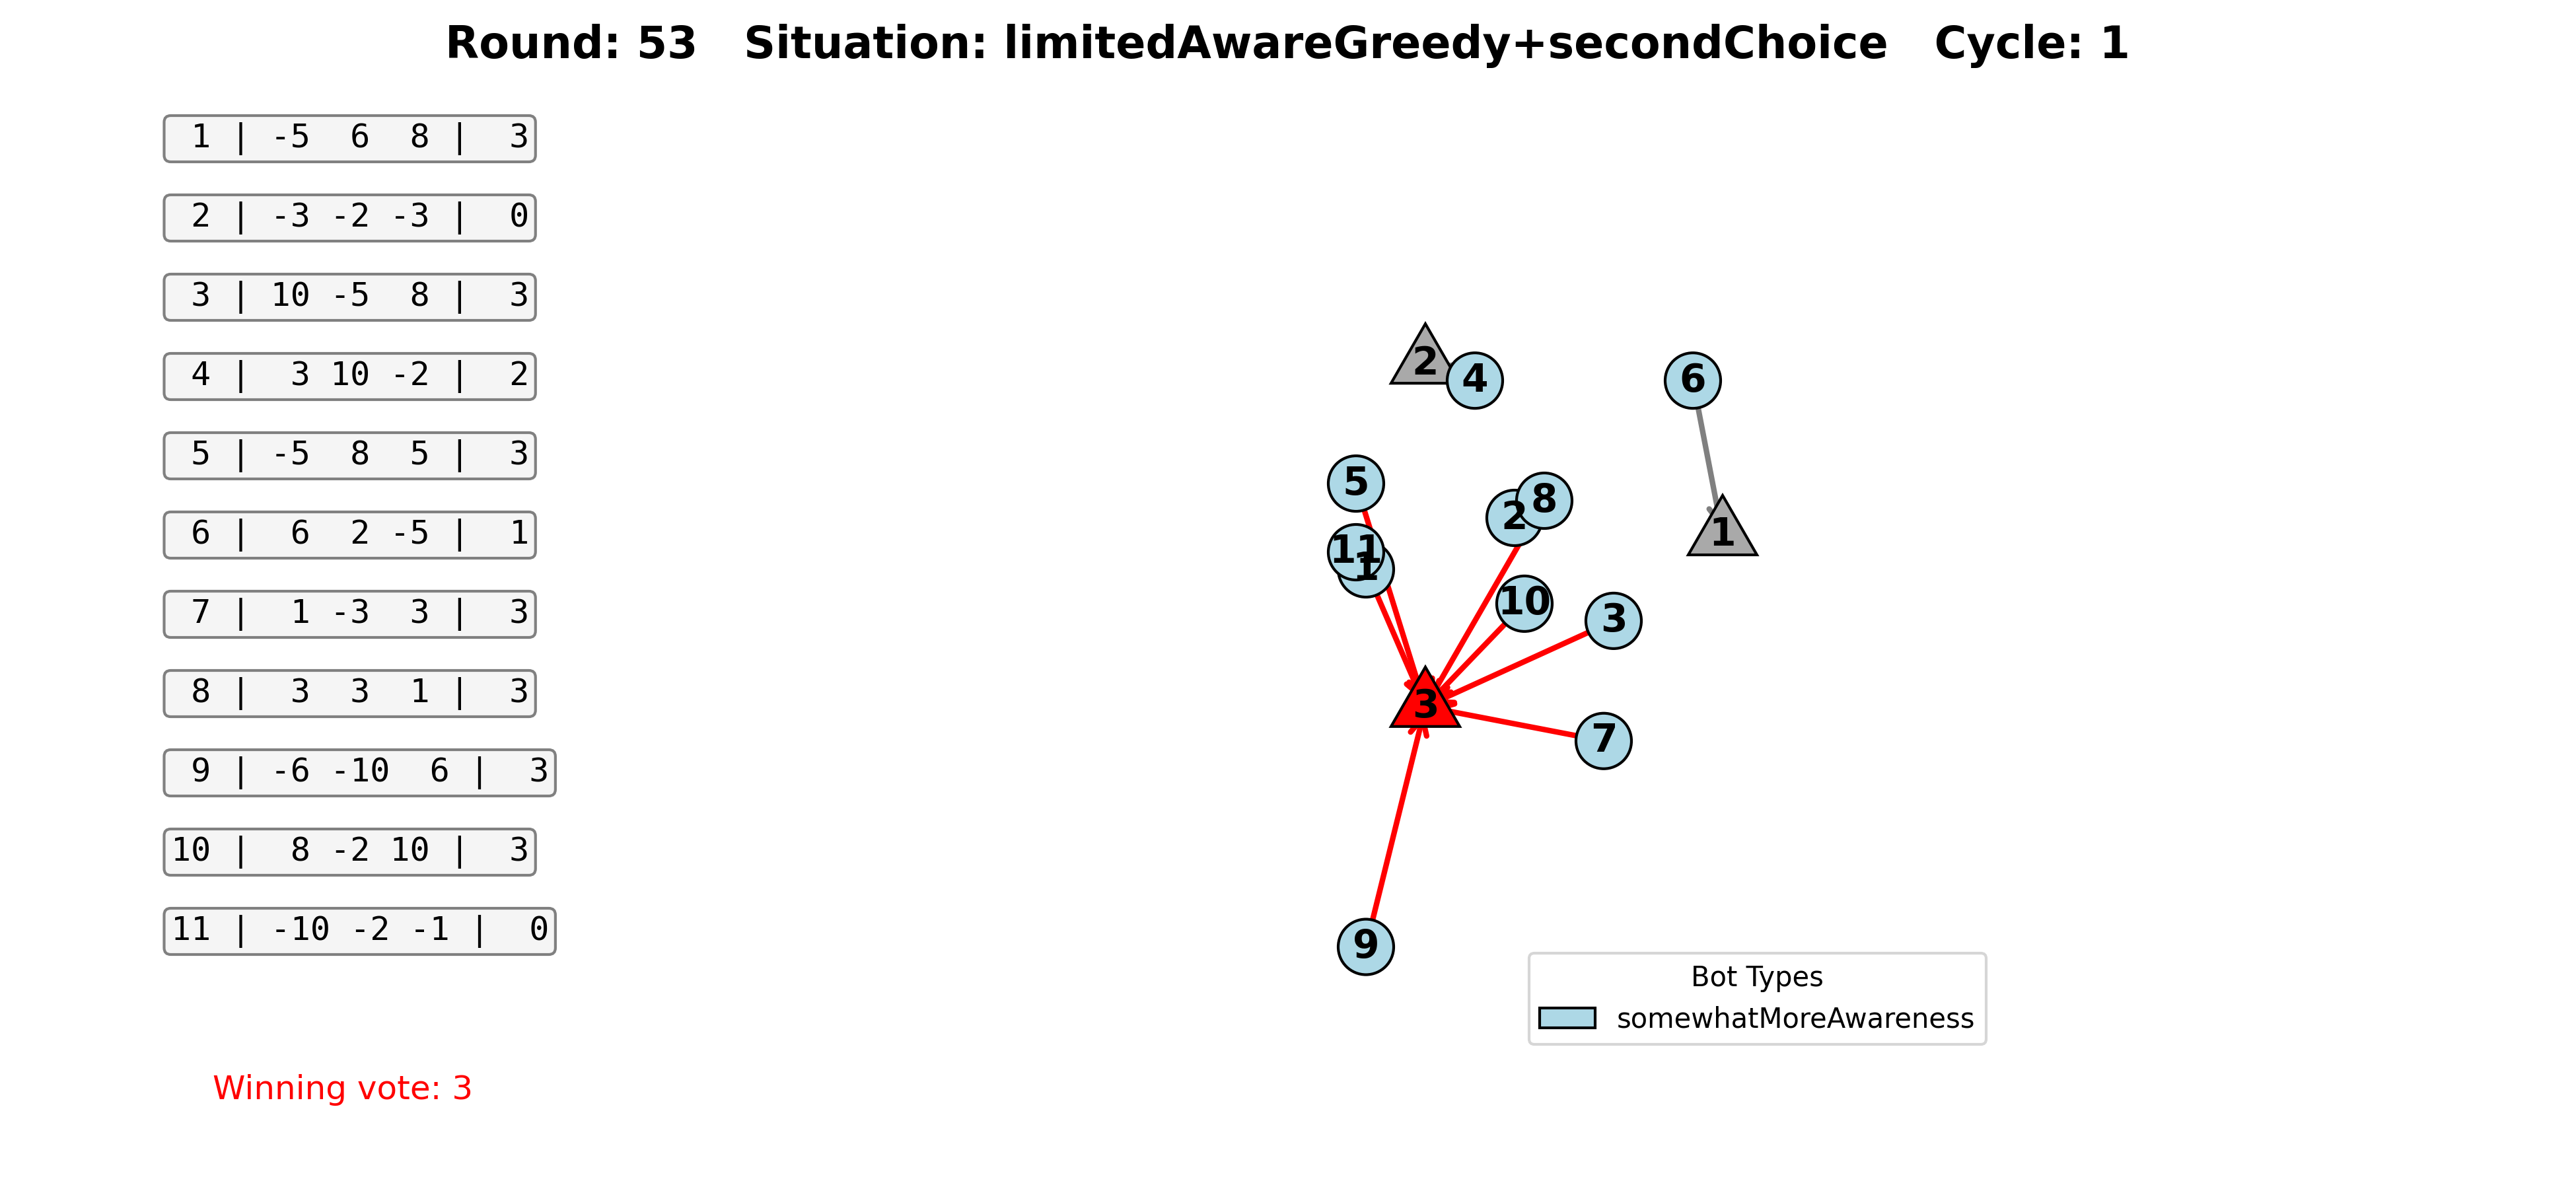 Round: 53   Situation: limitedAwareGreedy+secondChoice   Cycle: 1
1 | -5  6  8 |  3
2 | -3 -2 -3 |  0
3 | 10 -5  8 |  3
4 |  3 10 -2 |  2
5 | -5  8  5 |  3
6 |  6  2 -5 |  1
7 |  1 -3  3 |  3
8 |  3  3  1 |  3
9 | -6 -10  6 |  3
10 |  8 -2 10 |  3
11 | -10 -2 -1 |  0
Winning vote: 3
2
4
6
5
2
8
1
11
1
10
3
3
7
9
Bot Types
somewhatMoreAwareness